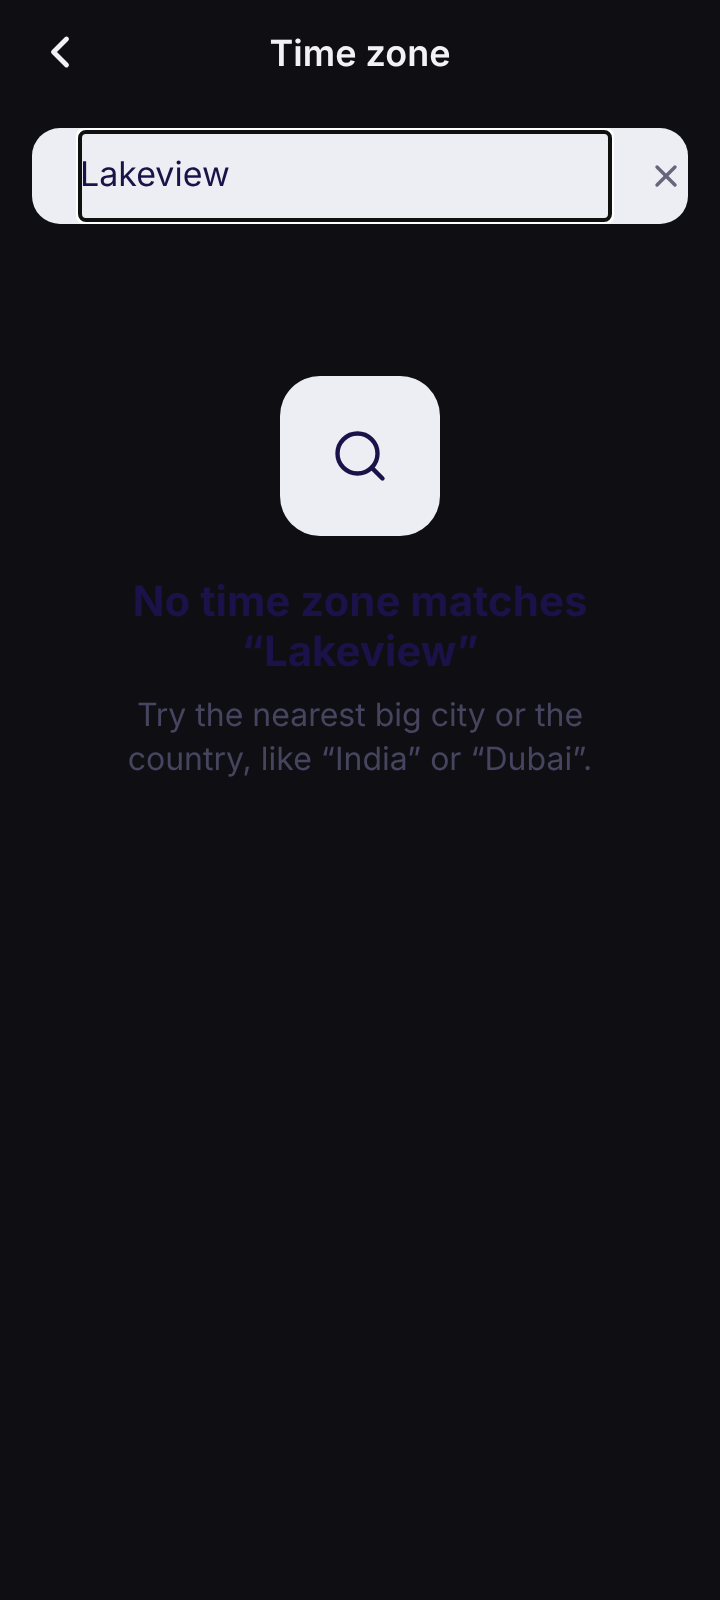 Time zone
Lakeview
No time zone matches
“Lakeview”
Try the nearest big city or the
country, like “India” or “Dubai”.